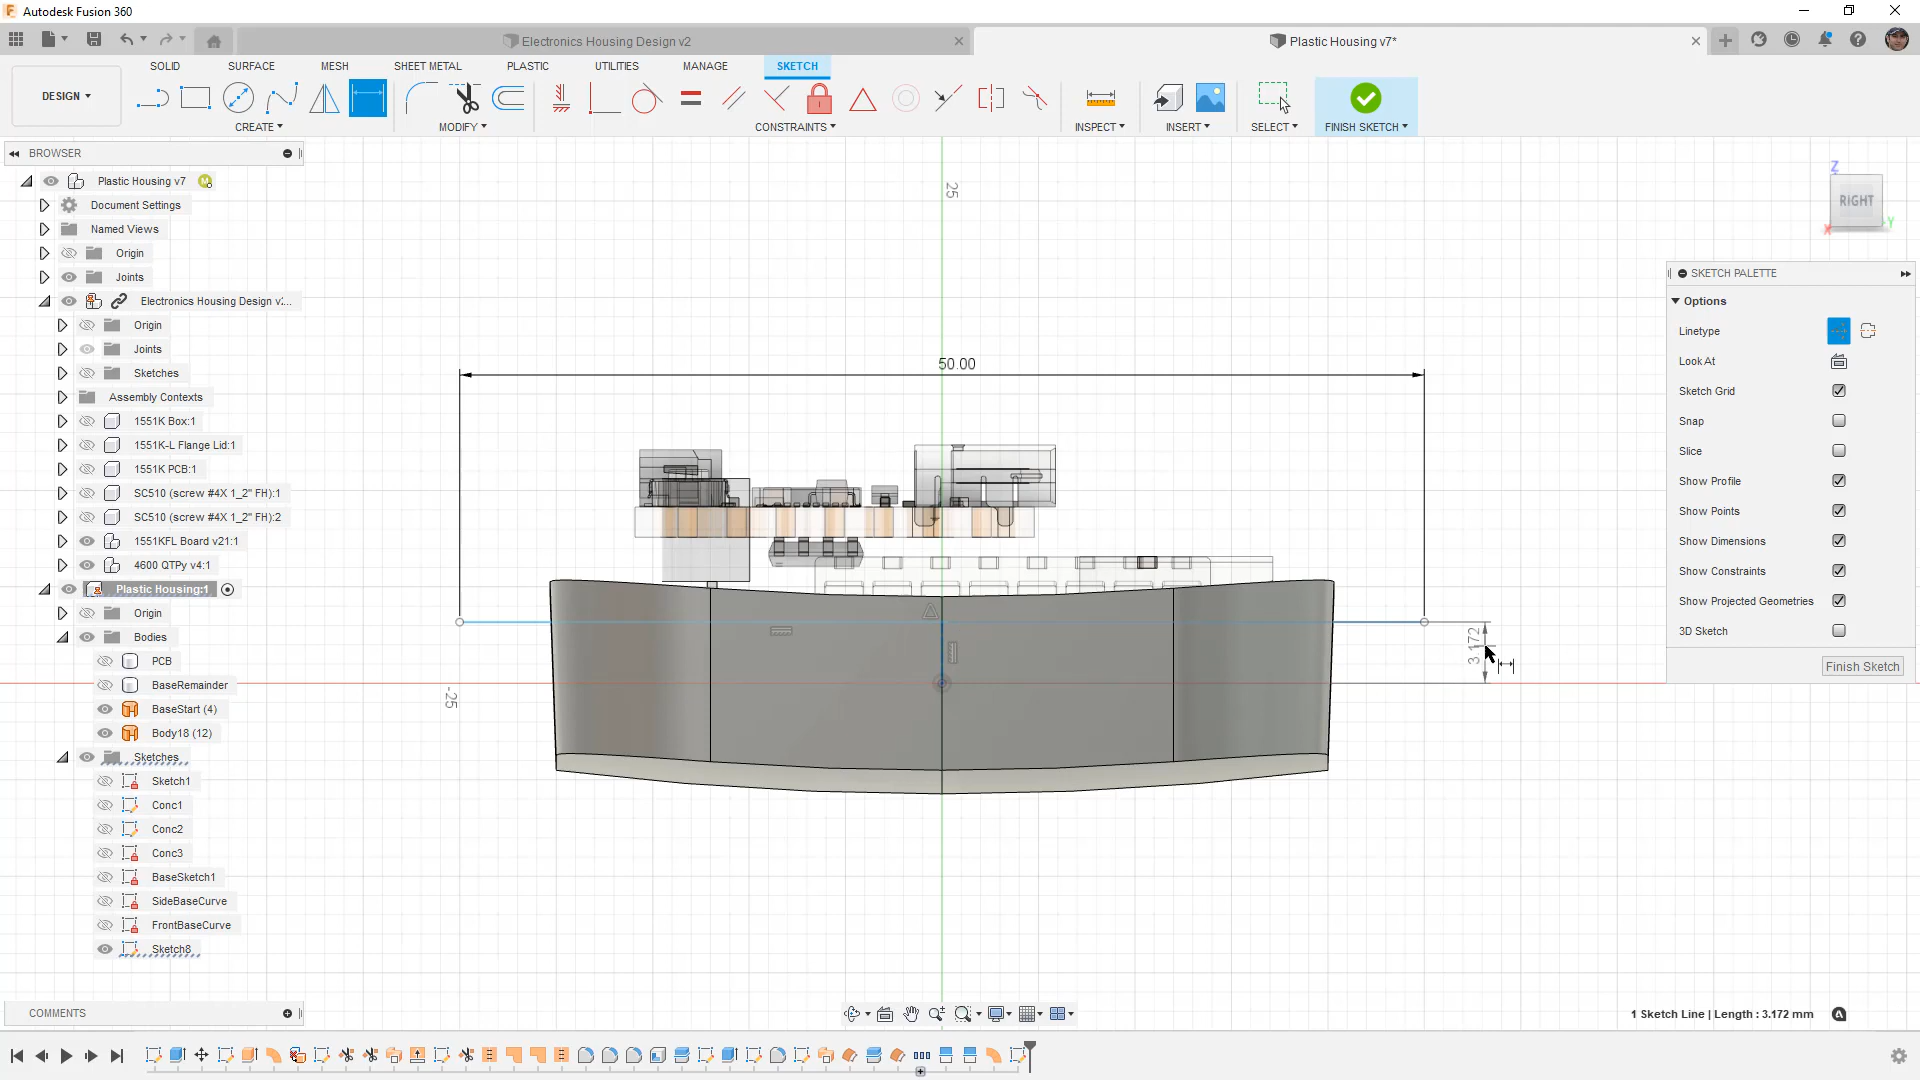 Autodesk Fusion 360
Electronics Housing Design v2
Plastic Housing v7*
DESIGN
SOLID
SURFACE
MESH
SHEET METAL
PLASTIC
UTILITIES
MANAGE
SKETCH
CREATE
MODIFY
CONSTRAINTS
INSPECT
INSERT
SELECT
FINISH SKETCH
BROWSER
Plastic Housing v7
M
Document Settings
Named Views
Origin
Joints
Electronics Housing Design v...
Origin
Joints
Sketches
Assembly Contexts
1551K Box:1
1551K-L Flange Lid:1
1551K PCB:1
SC510 (screw #4X 1_2" FH):1
SC510 (screw #4X 1_2" FH):2
1551KFL Board v21:1
4600 QTPy v4:1
Plastic Housing:1
Origin
Bodies
PCB
BaseRemainder
BaseStart (4)
Body18 (12)
Sketches
Sketch1
Conc1
Conc2
Conc3
BaseSketch1
SideBaseCurve
FrontBaseCurve
Sketch8
COMMENTS
25
50.00
-25
3.172
Z
RIGHT
X
Y
SKETCH PALETTE
Options
Linetype
Look At
Sketch Grid
Snap
Slice
Show Profile
Show Points
Show Dimensions
Show Constraints
Show Projected Geometries
3D Sketch
Finish Sketch
1 Sketch Line | Length : 3.172 mm